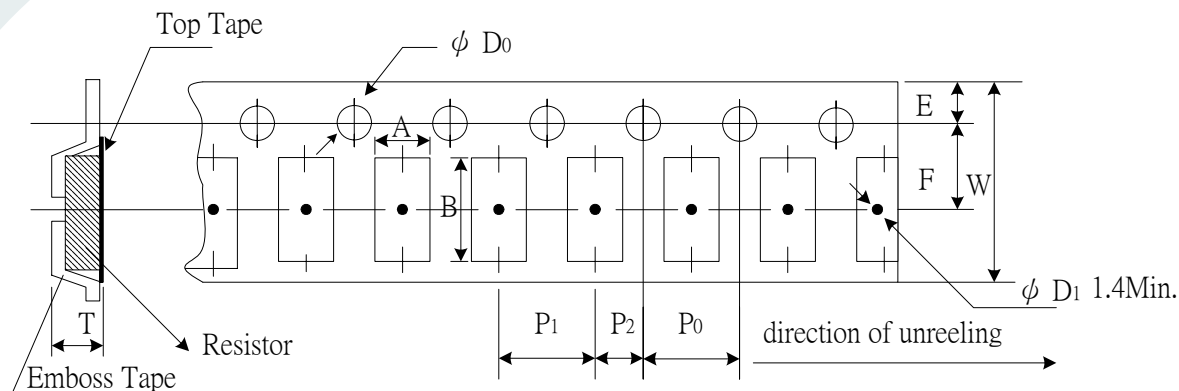 Top Tape
ψ D0
A
E
F
W
B
ψ D1 1.4Min.
T
P1
P2
P0
direction of unreeling
Resistor
Emboss Tape